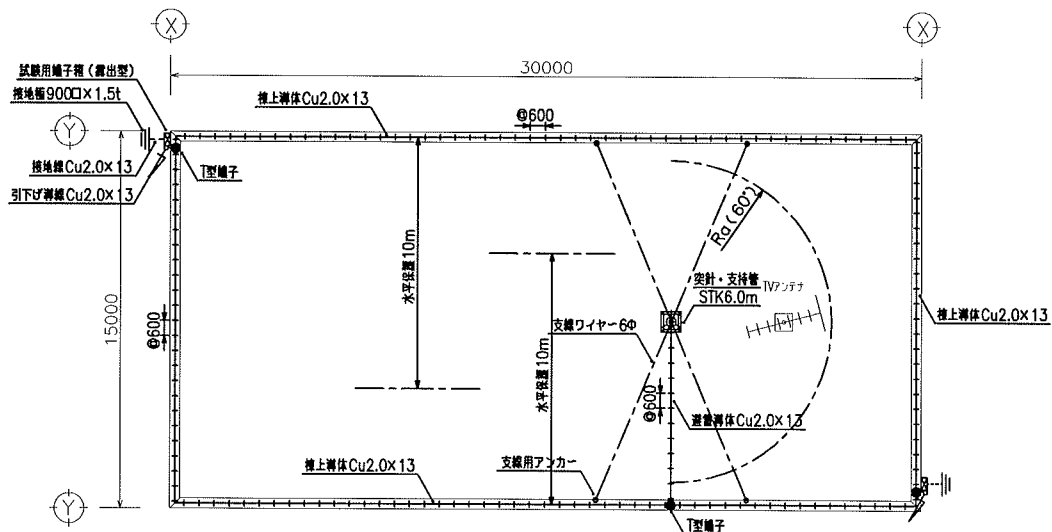 X
X
30000
試験用端子箱(露出型)
接地極900□×1.5t
棟上導体Cu2.0×13
@600
Y
接地線Cu2.0×13
T型端子
引下げ導線Cu2.0×13
Ra(60°)
水平保護10m
突針・支持管
TVアンテナ
STK6.0m
15000
@600
支線ワイヤー6Φ
棟上導体Cu2.0×13
水平保護10m
@600
避雷導体Cu2.0×13
棟上導体Cu2.0×13
支線用アンカー
Y
T型端子